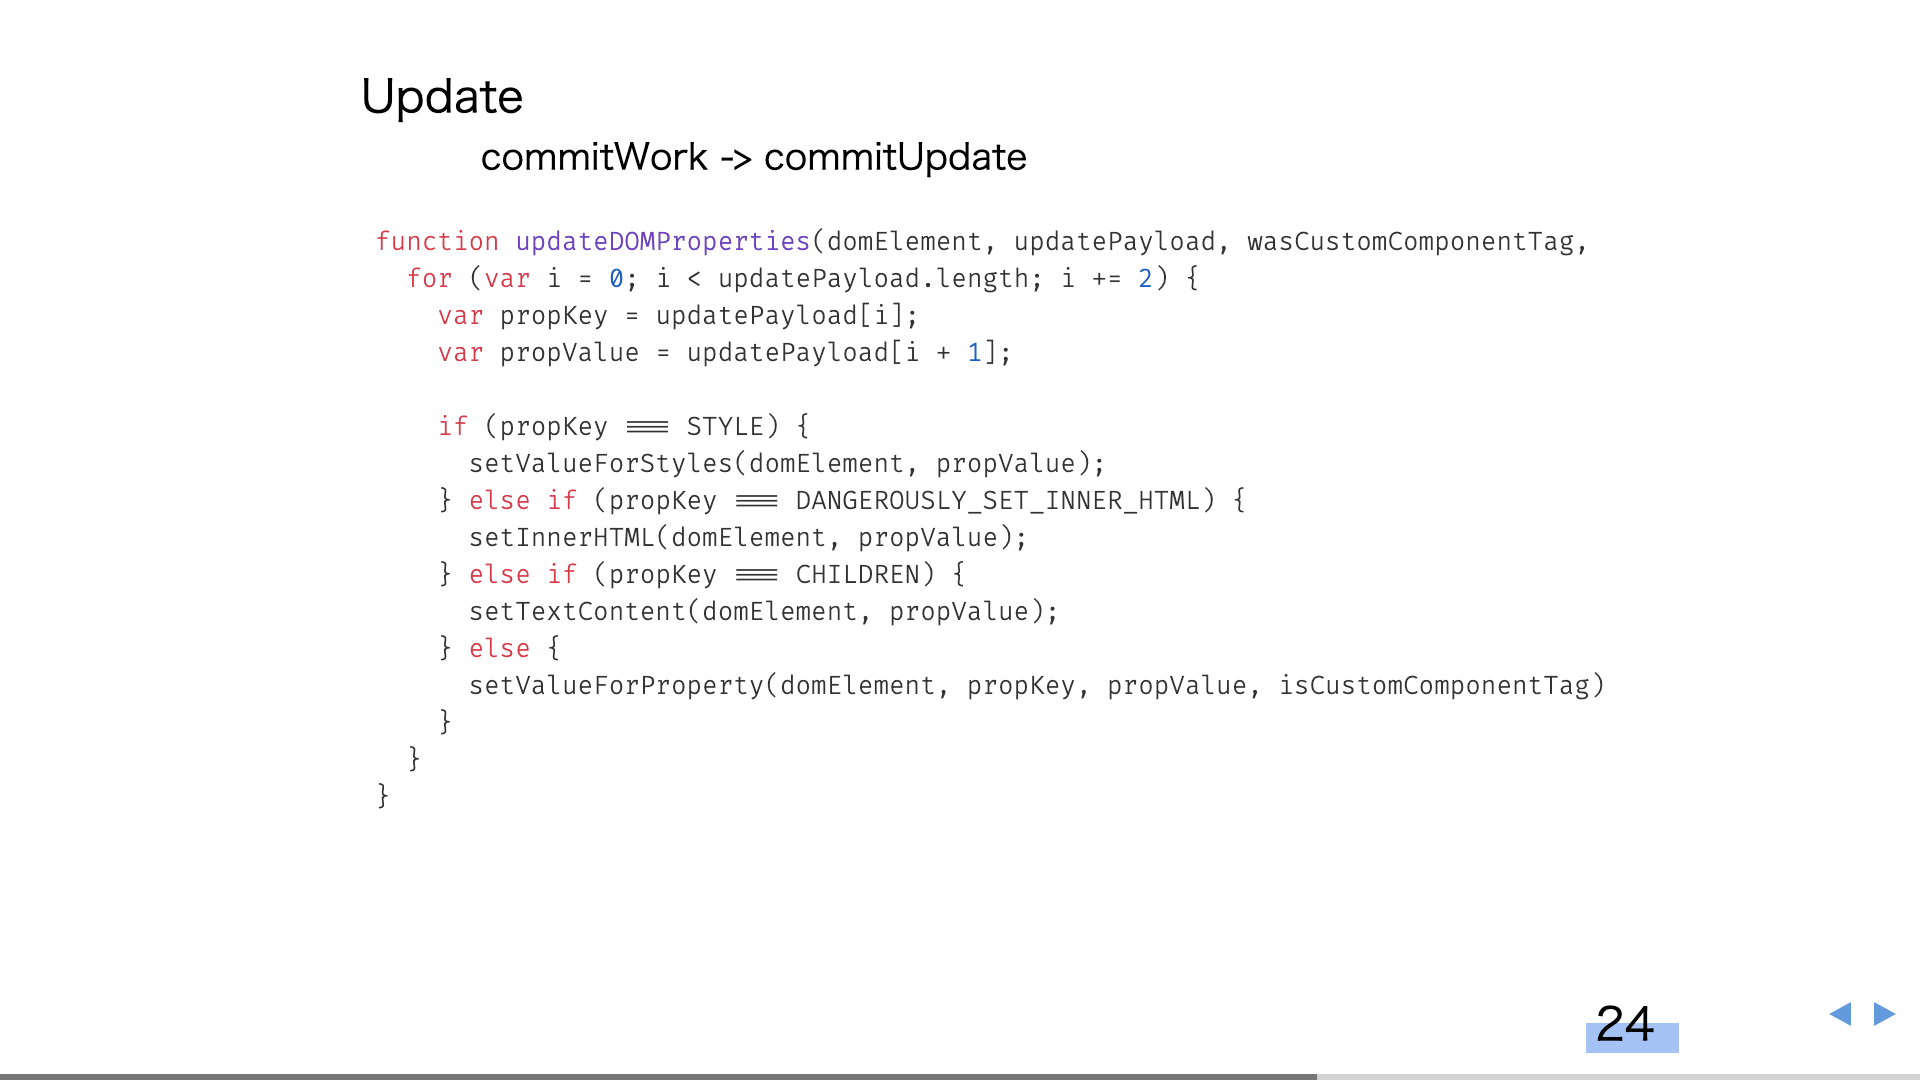 Update
commitWork -> commitUpdate
function updateDOMProperties(domElement, updatePayload, wasCustomComponentTag,
  for (var i = 0; i < updatePayload.length; i += 2) {
    var propKey = updatePayload[i];
    var propValue = updatePayload[i + 1];

    if (propKey === STYLE) {
      setValueForStyles(domElement, propValue);
    } else if (propKey === DANGEROUSLY_SET_INNER_HTML) {
      setInnerHTML(domElement, propValue);
    } else if (propKey === CHILDREN) {
      setTextContent(domElement, propValue);
    } else {
      setValueForProperty(domElement, propKey, propValue, isCustomComponentTag)
    }
  }
}
24